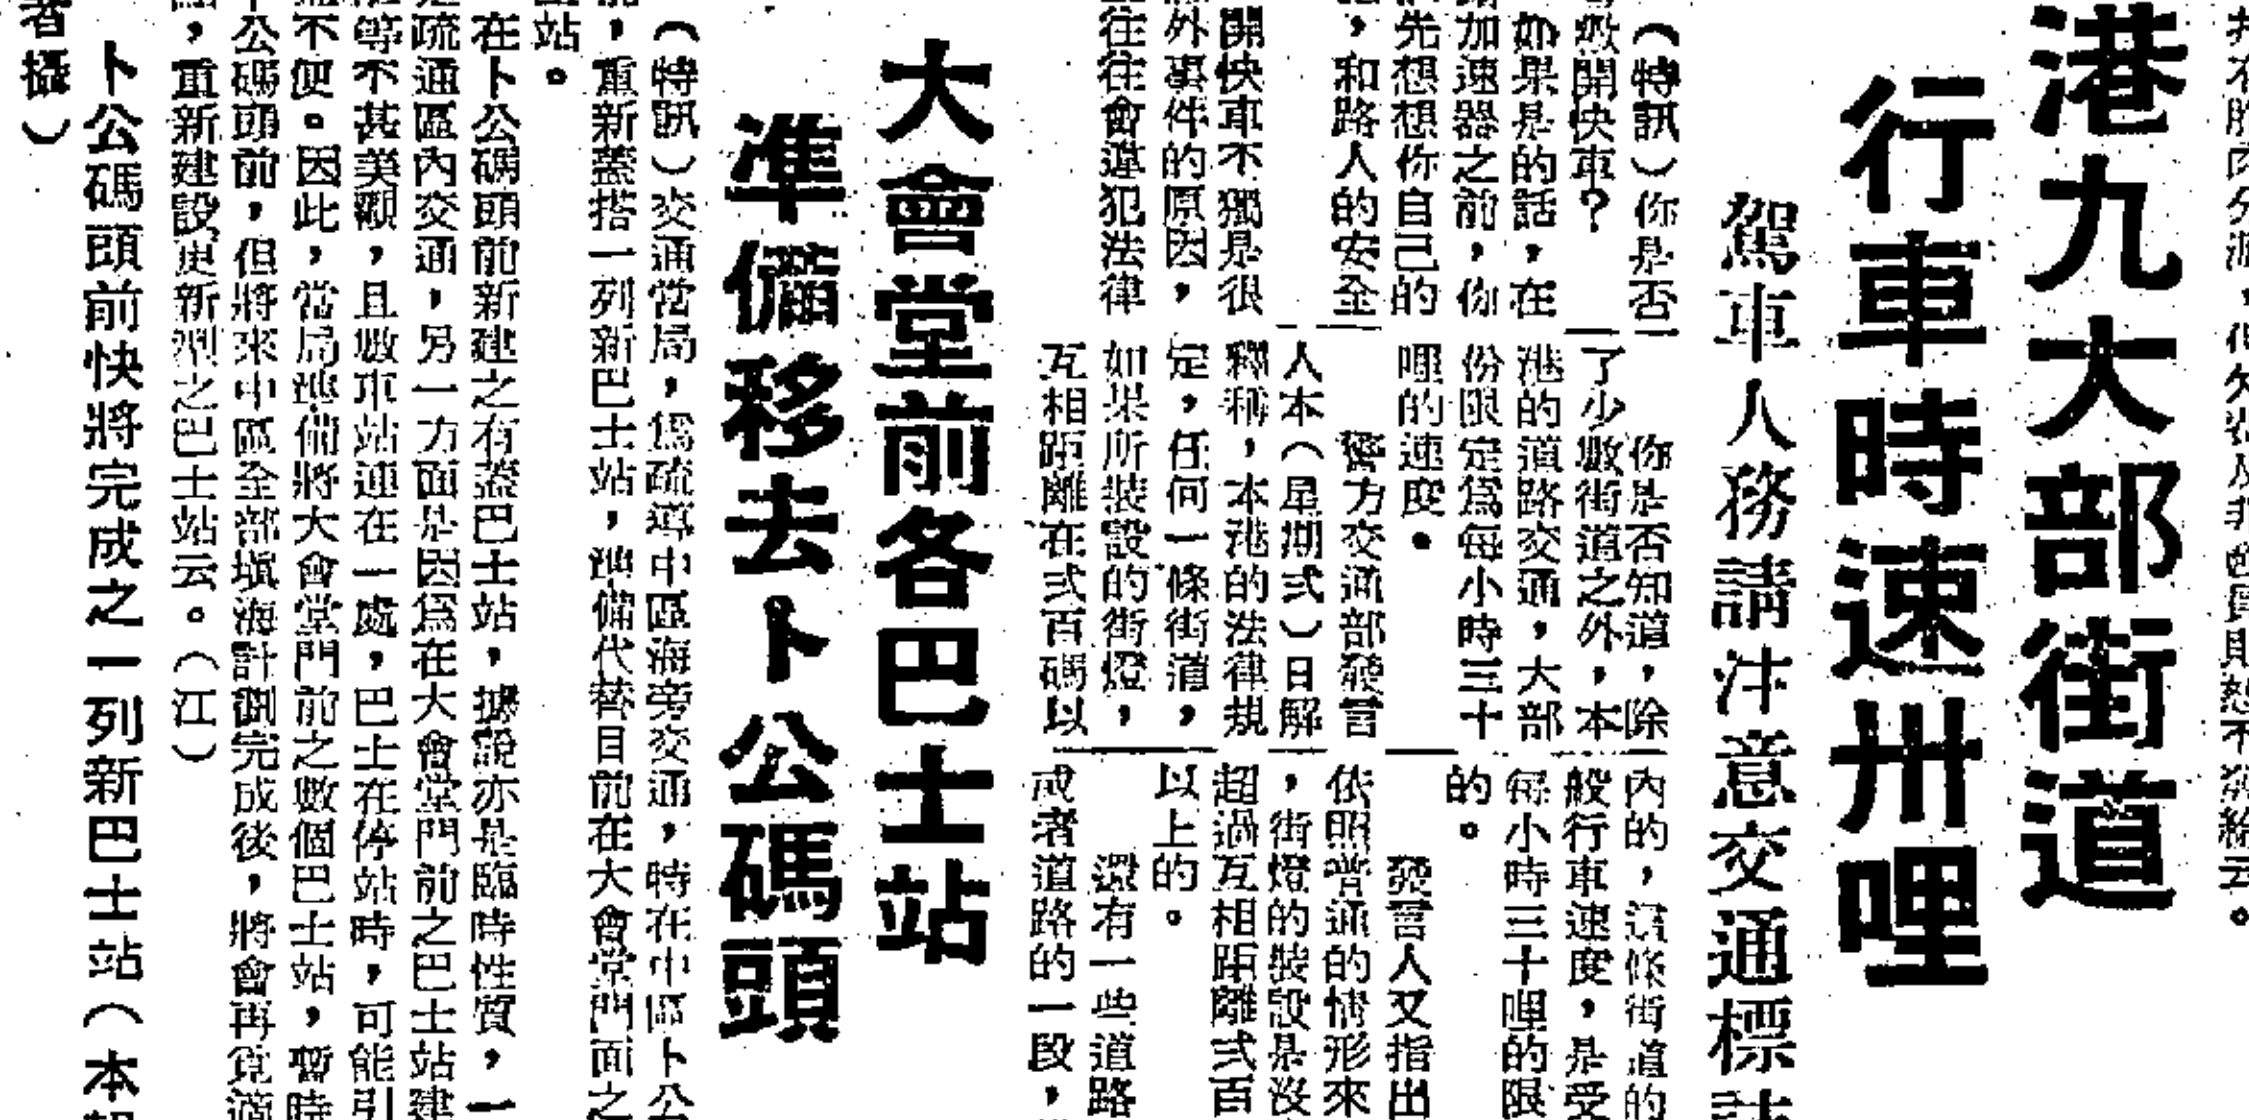 港九大部街道
行車時速卅哩
駕車人務請注意交通標誌
（特訊）你是否
開快車？
如果是的話，在
加速器之前，你
先想想你自己的
，和路人的安全
開快車不獨是很
外事件的原因，
往往會違犯法律
你是否知道，除
了少數街道之外，本
港的道路交通，大部
份限定爲每小時三十
哩的速度。
警方交通部發言
人本（星期弍）日解
釋稱，本港的法律規
定，任何一條街道，
如果所裝設的街燈，
互相距離在弍百碼以
內的，這條街道的
般行車速度，是受
每小時三十哩的限
的。
發言人又指出
依照普通的情形來
，街燈的裝設是沒
超過互相距離弍百
以上的。
還有一些道路
或者道路的一段，
大會堂前各巴士站
準備移去卜公碼頭
（特訊）交通當局，爲疏導中區海旁交通，特在中區卜公
，重新蓋搭一列新巴士站，準備代替目前在大會堂門面之
站。
在卜公碼頭前新建之有蓋巴士站，據說亦是臨時性質，一
疏通區內交通，另一方面是因爲在大會堂門前之巴士站建
等不甚美觀，且數車站連在一處，巴士在停站時，可能引
不便。因此，當局準備將大會堂門前之數個巴士站，暫時
公碼頭前，但將來中區全部塡海計劃完成後，將會再覓適
，重新建設更新型之巴士站云。（江）
卜公碼頭前快將完成之一列新巴士站（本報
者攝）